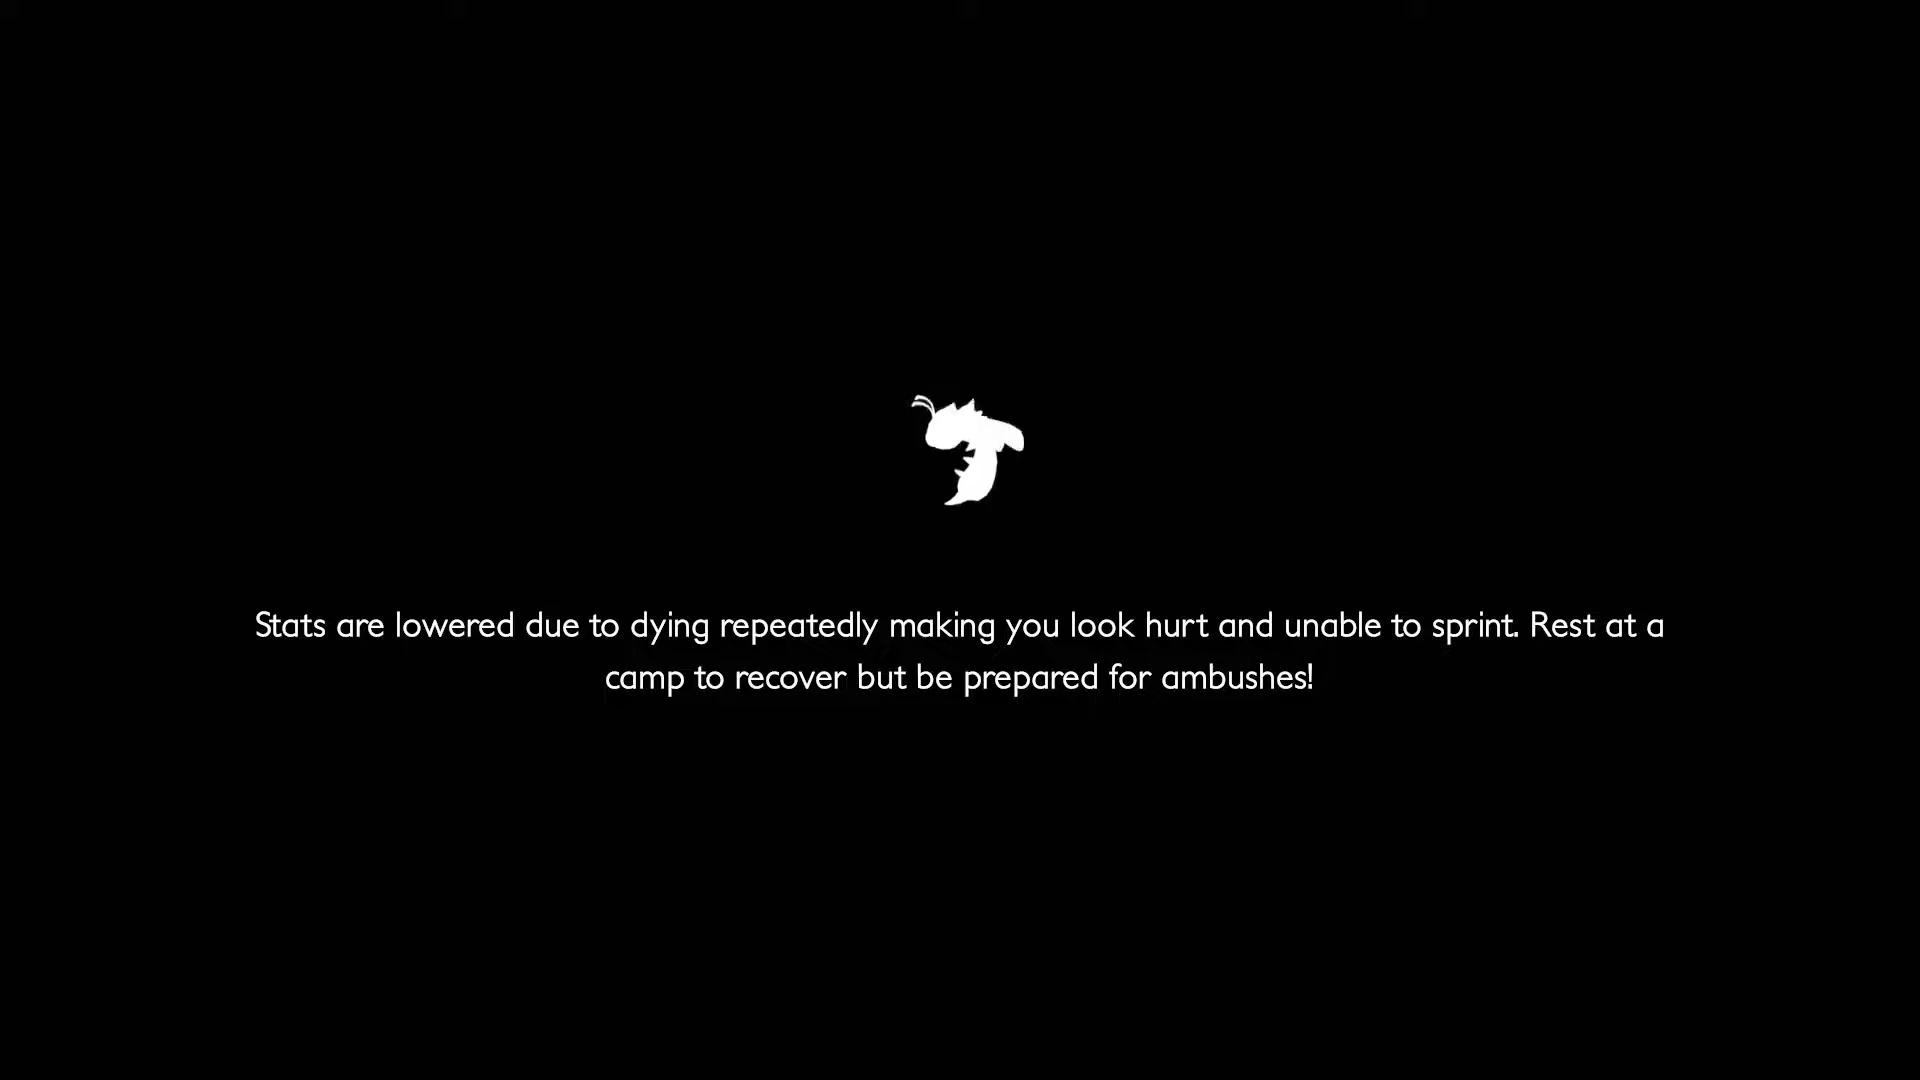 Stats are lowered due to dying repeatedly making you look hurt and unable to sprint. Rest at a
camp to recover but be prepared for ambushes!